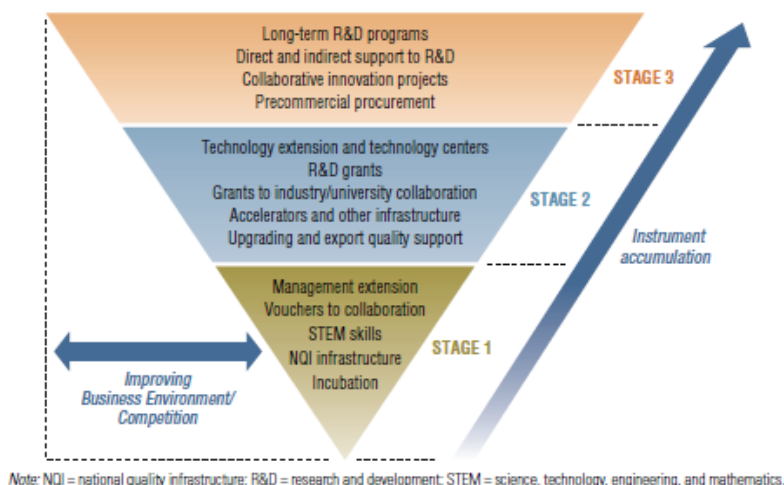 Long-term R&D programs
Direct and indirect support to R&D
Collaborative innovation projects
Precommercial procurement
STAGE 3
Technology extension and technology centers
R&D grants
Grants to industry/university collaboration
Accelerators and other infrastructure
Upgrading and export quality support
STAGE 2
Instrument
accumulation
Management extension
Vouchers to collaboration
STEM skills
NQI infrastructure
Incubation
STAGE 1
Improving
Business Environment/
Competition
Note: NQI = national quality infrastructure; R&D = research and development; STEM = science, technology, engineering, and mathematics.